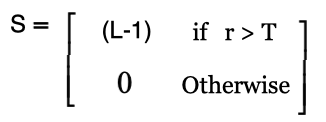 S = [ (L-1) if r > T
0 Otherwise ]